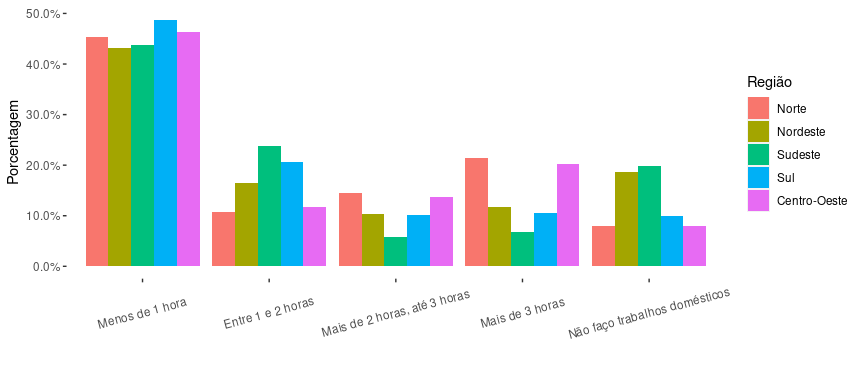 50.0%
40.0%
30.0%
20.0%
10.0%
0.0%
Porcentagem
Menos de 1 hora
Entre 1 e 2 horas
Mais de 2 horas, até 3 horas
Mais de 3 horas
Não faço trabalhos domésticos
Região
Norte
Nordeste
Sudeste
Sul
Centro-Oeste